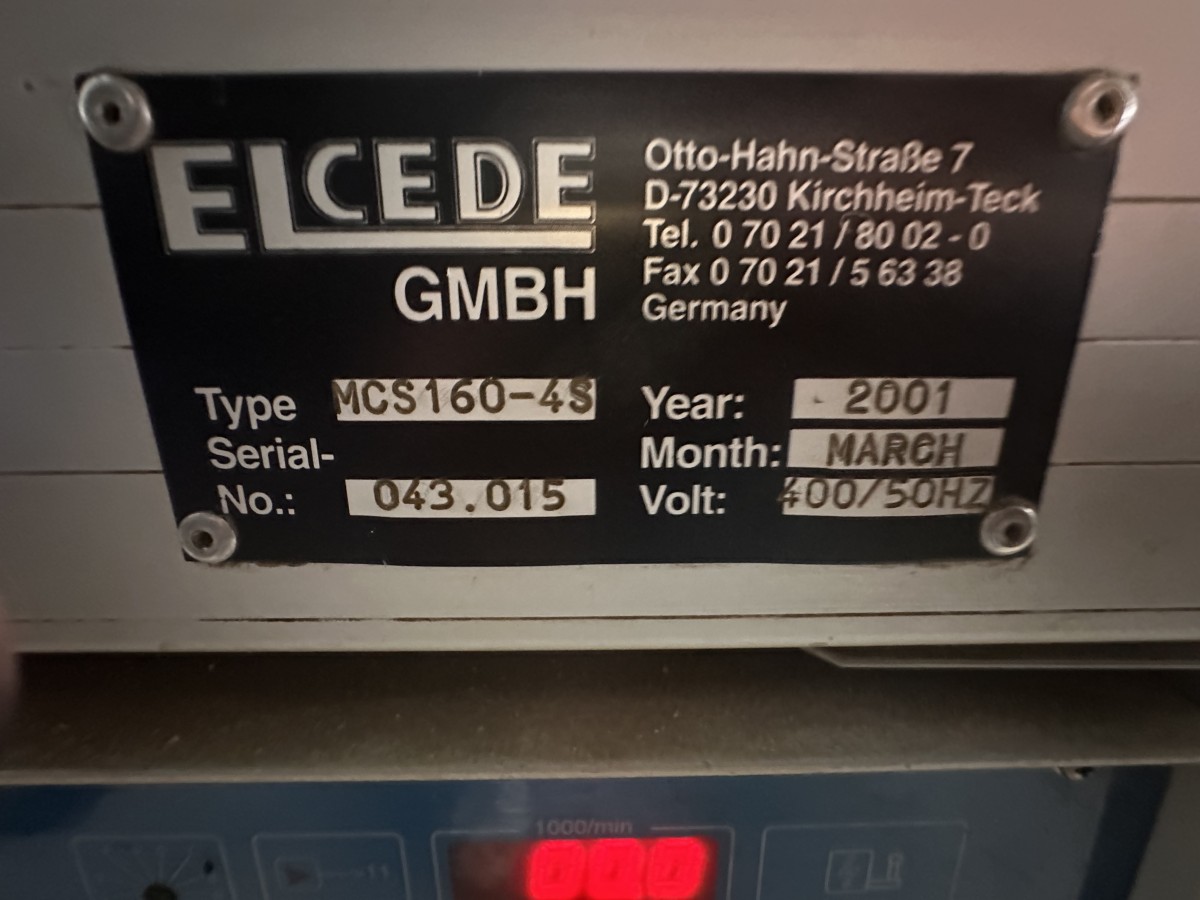 ELCEDE
GMBH
Otto-Hahn-Straße 7
D-73230 Kirchheim-Teck
Tel. 0 70 21 / 80 02 - 0
Fax 0 70 21 / 5 63 38
Germany
Type MCS160-4S
Serial-
No.: 043.015
Year: 2001
Month: MARCH
Volt: 400/50HZ
1000/min